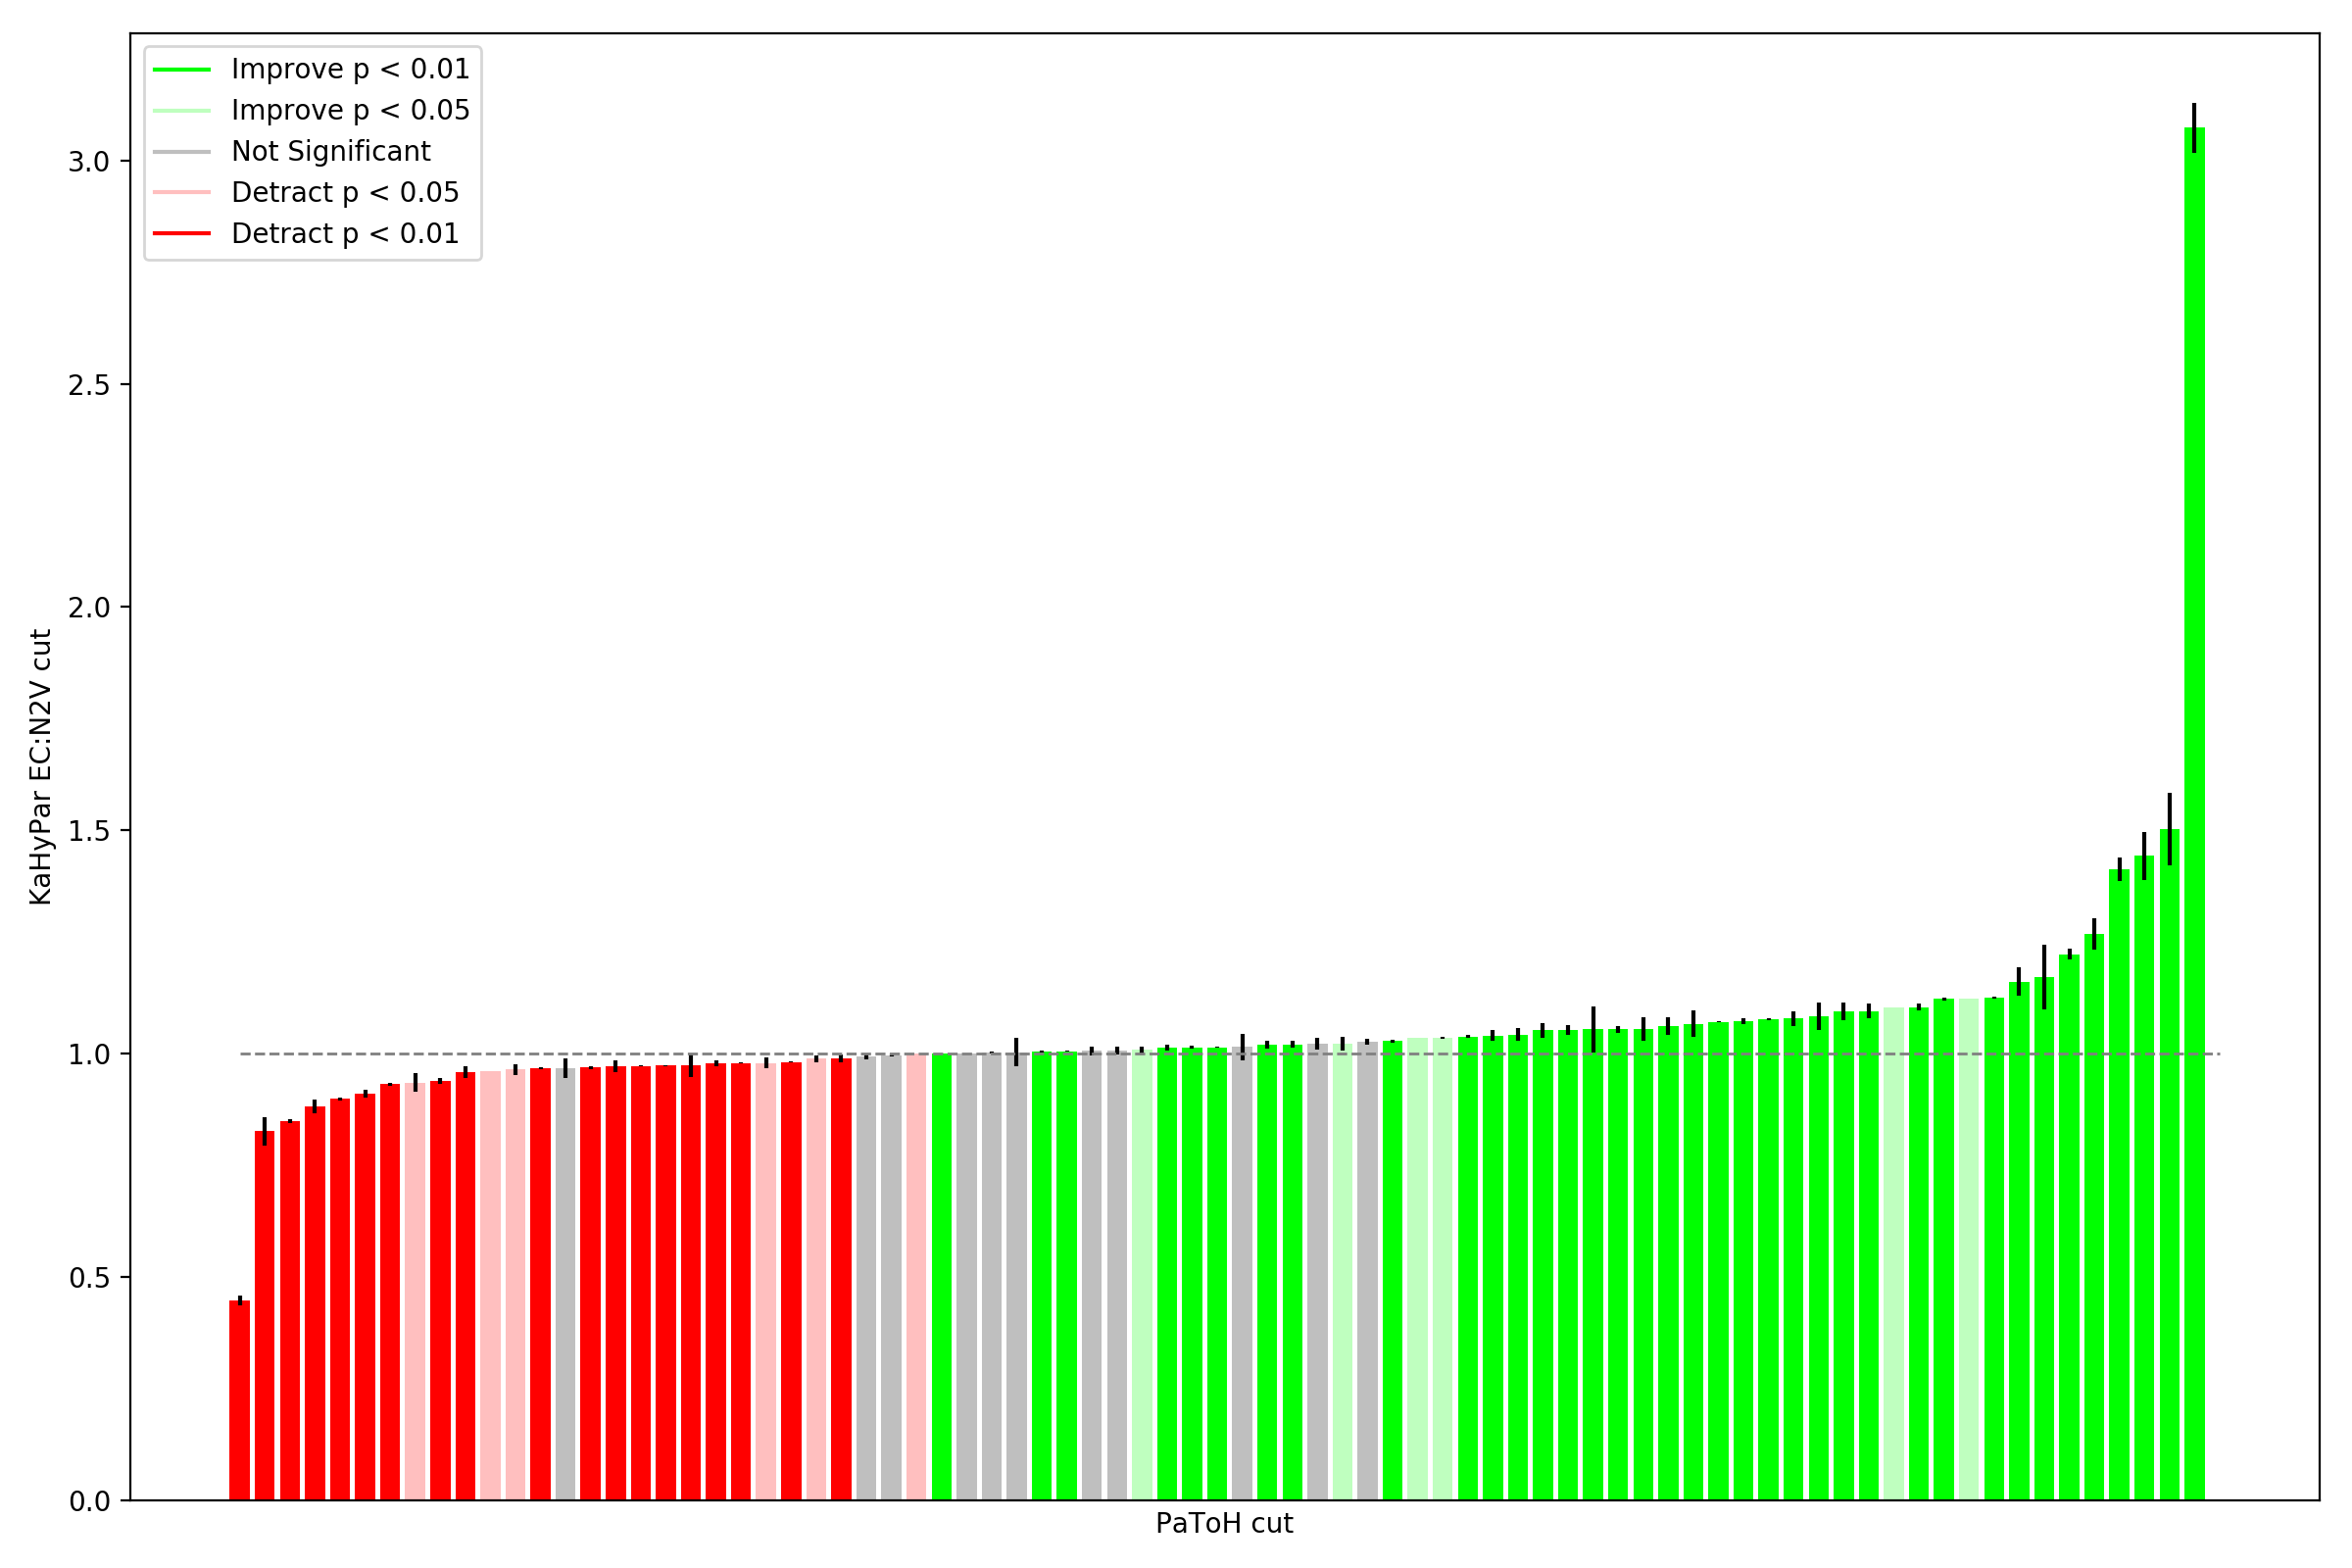 Improve p < 0.01
Improve p < 0.05
Not Significant
Detract p < 0.05
Detract p < 0.01
3.0
2.5
2.0
1.5
1.0
0.5
0.0
KaHyPar EC:N2V cut
PaToH cut